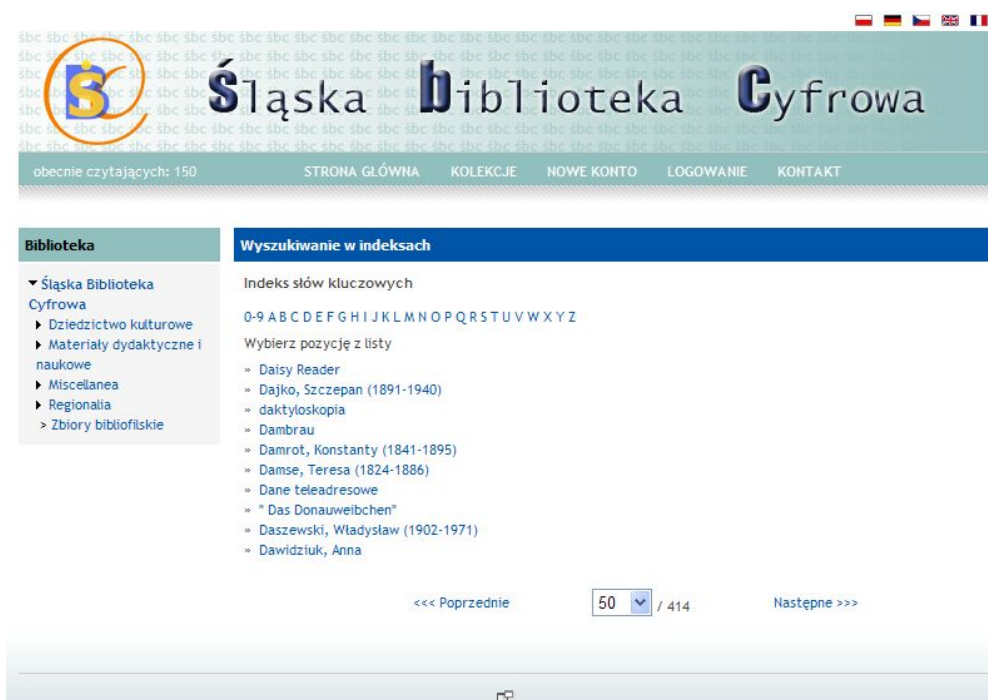 Śląska Biblioteka Cyfrowa
obecnie czytających: 150 STRONA GŁÓWNA KOLEKCJE NOWE KONTO LOGOWANIE KONTAKT
Biblioteka
Śląska Biblioteka
Cyfrowa
Dziedzictwo kulturowe
Materiały dydaktyczne i
naukowe
Miscellanea
Regionalia
> Zbiory bibliofilskie
Wyszukiwanie w indeksach
Indeks słów kluczowych
0-9 A B C D E F G H I J K L M N O P Q R S T U V W X Y Z
Wybierz pozycję z listy
» Daisy Reader
» Dajko, Szczepan (1891-1940)
» daktyloskopia
» Dambrau
» Damrot, Konstanty (1841-1895)
» Damse, Teresa (1824-1886)
» Dane teleadresowe
» " Das Donauweibchen"
» Daszewski, Władysław (1902-1971)
» Dawidziuk, Anna
<<< Poprzednie 50 / 414 Następne >>>